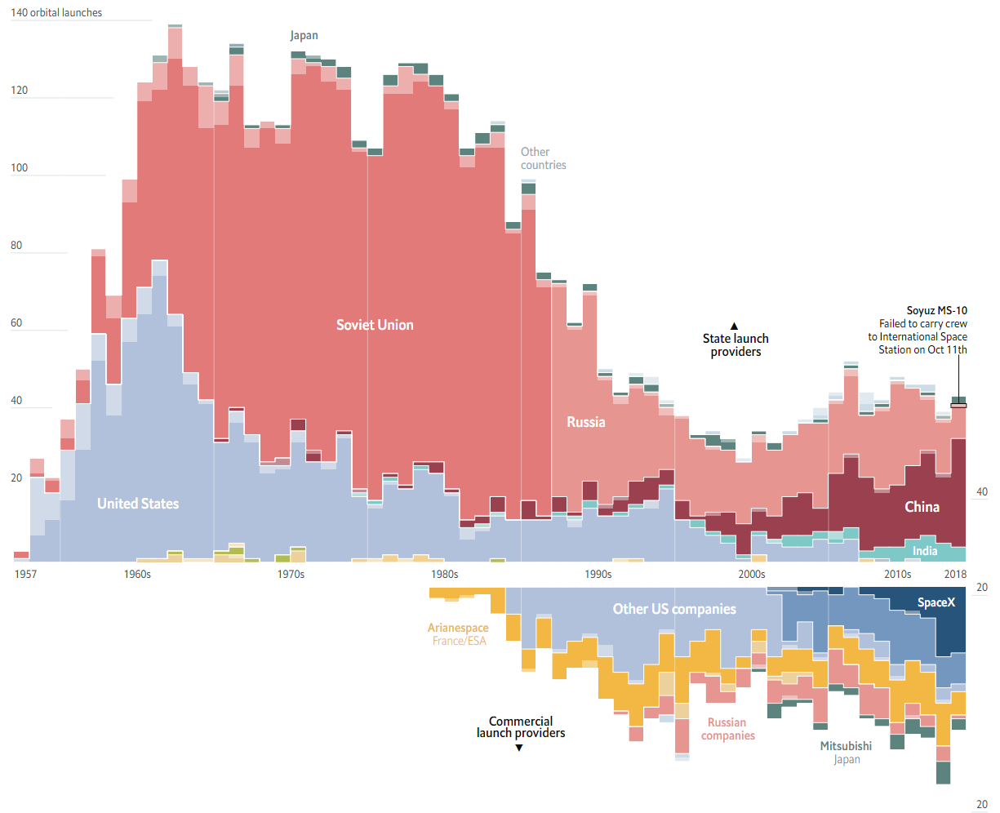 140 orbital launches
Japan
120
Other
countries
100
80
Soyuz MS-10
Failed to carry crew
to International Space
Station on Oct 11th
60
Soviet Union
▲
State launch
providers
40
Russia
20
United States
40
China
India
1957
1960s
1970s
1980s
1990s
2000s
2010s
2018
20
SpaceX
Other US companies
Arianespace
France/ESA
Commercial
launch providers
▼
Russian
companies
Mitsubishi
Japan
20